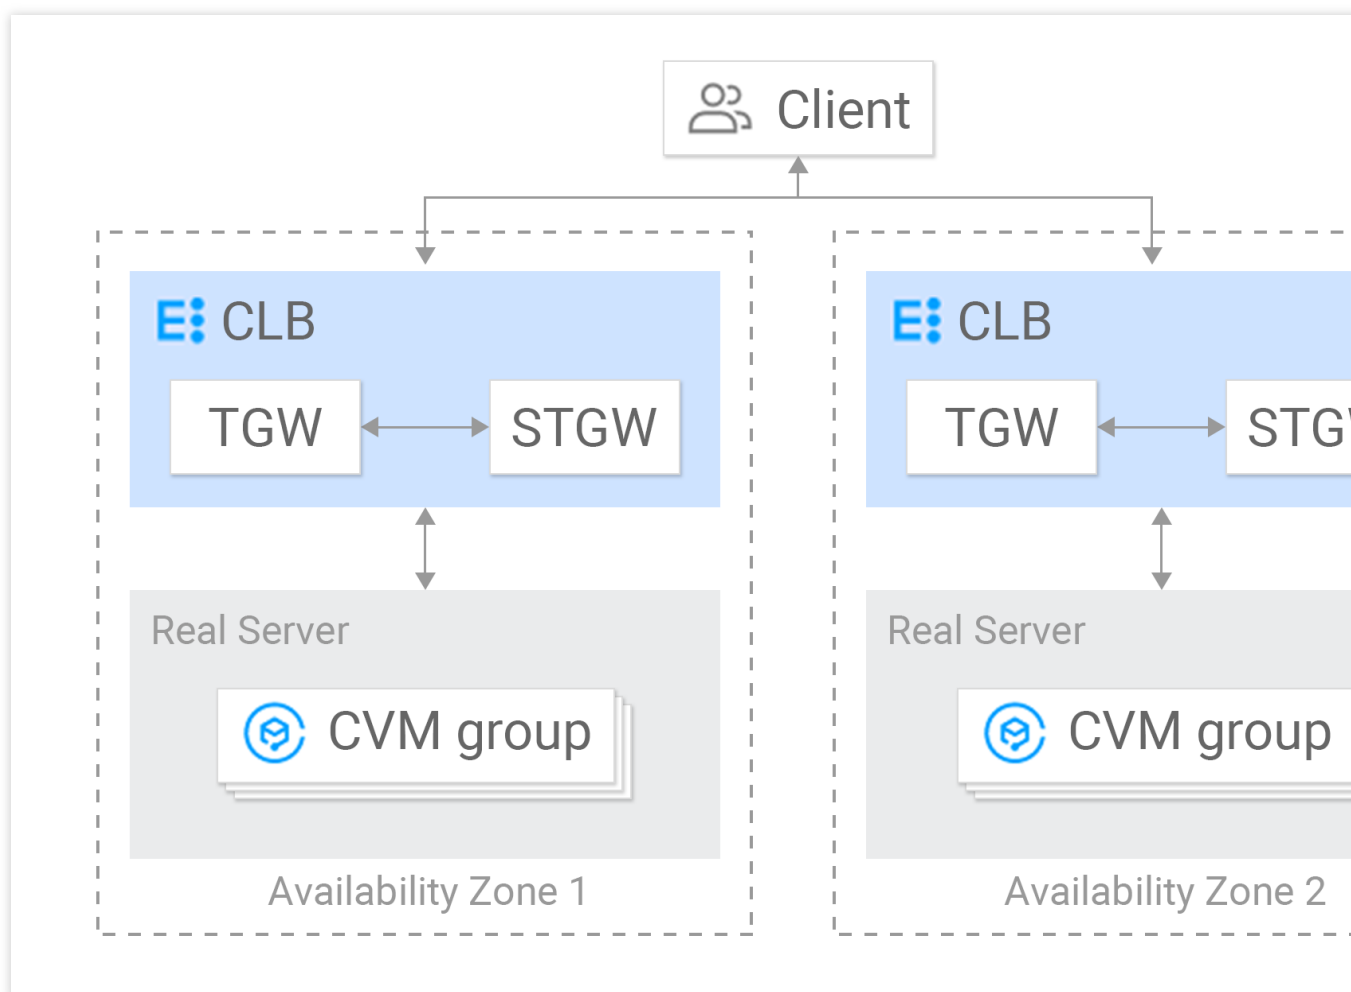 Client
CLB
CLB
TGW
STGW
TGW
Real Server
Real Server
CVM group
CVM group
Availability Zone 1
Availability Zone 2